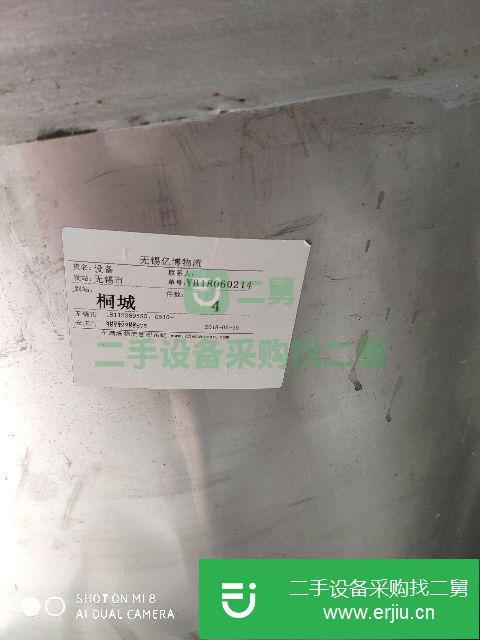 无锡亿博物流
货名: 设备
联系人:
发站: 无锡市
单号: YB18060214
到站:
件数:
桐城
4
二舅
无锡市
二手设备采购找二舅
SHOT ON MI 8
AI DUAL CAMERA
二手设备采购找二舅
www.erjiu.cn